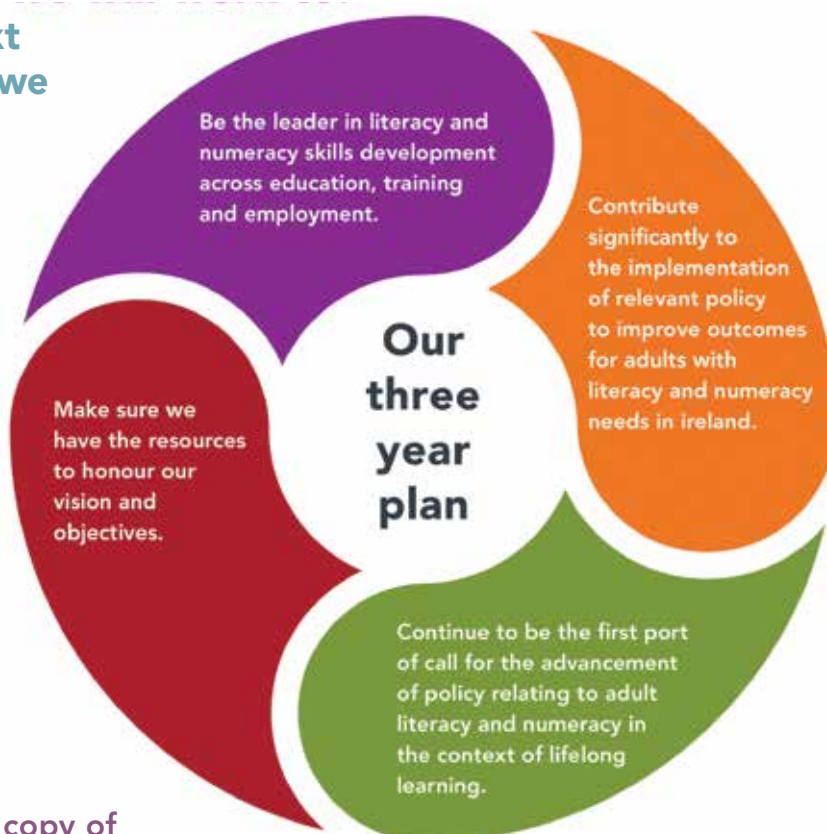 xt
we
Be the leader in literacy and
numeracy skills development
across education, training
and employment.
Contribute
significantly to
the implementation
of relevant policy
to improve outcomes
for adults with
literacy and numeracy
needs in ireland.
Our
three
year
plan
Make sure we
have the resources
to honour our
vision and
objectives.
Continue to be the first port
of call for the advancement
of policy relating to adult
literacy and numeracy in
the context of lifelong
learning.
copy of